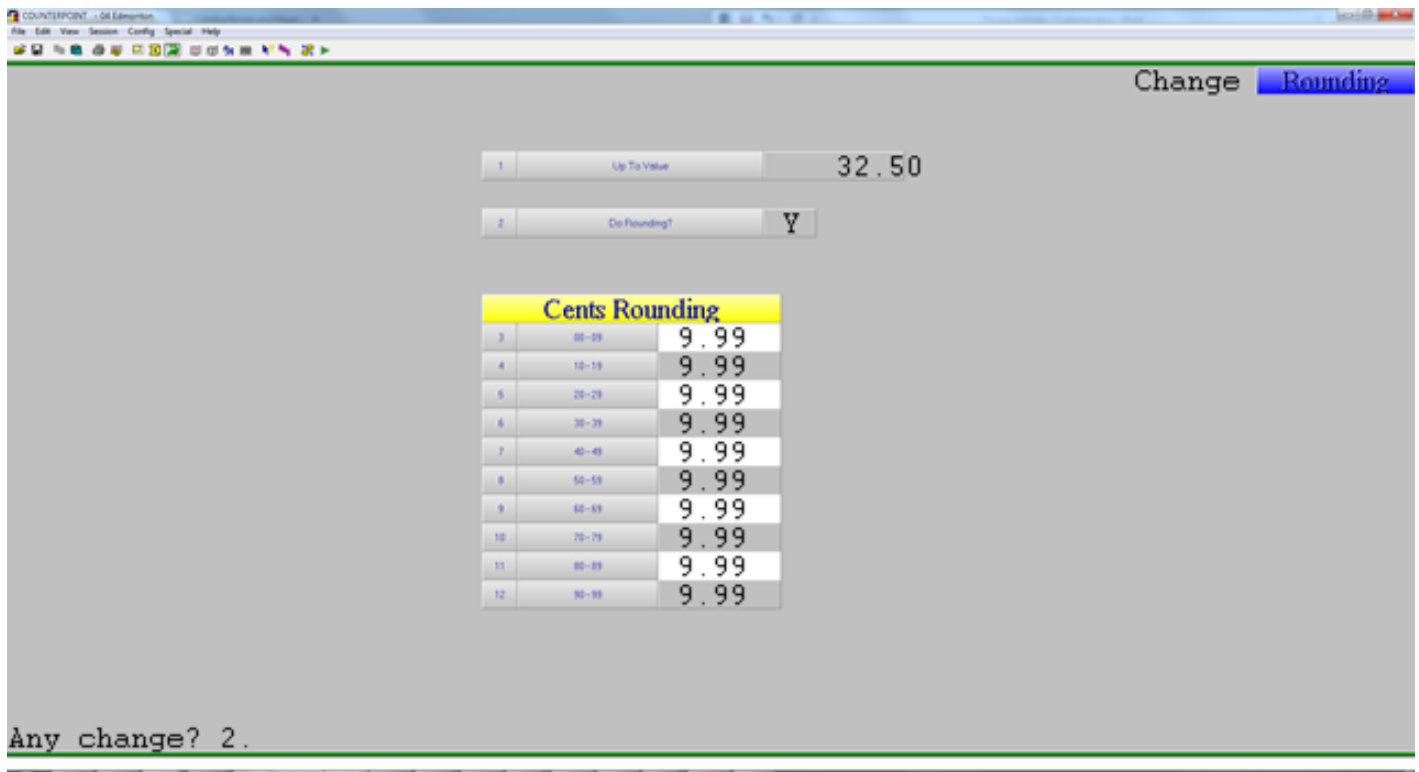 COUNTERPOINT - 04 Edmonton
File Edit View Session Config Special Help
Change Rounding
1 Up To Value 32.50
2 Do Rounding? Y
Cents Rounding
3 00-09 9.99
4 10-19 9.99
5 20-29 9.99
6 30-39 9.99
7 40-49 9.99
8 50-59 9.99
9 60-69 9.99
10 70-79 9.99
11 80-89 9.99
12 90-99 9.99
Any change? 2.